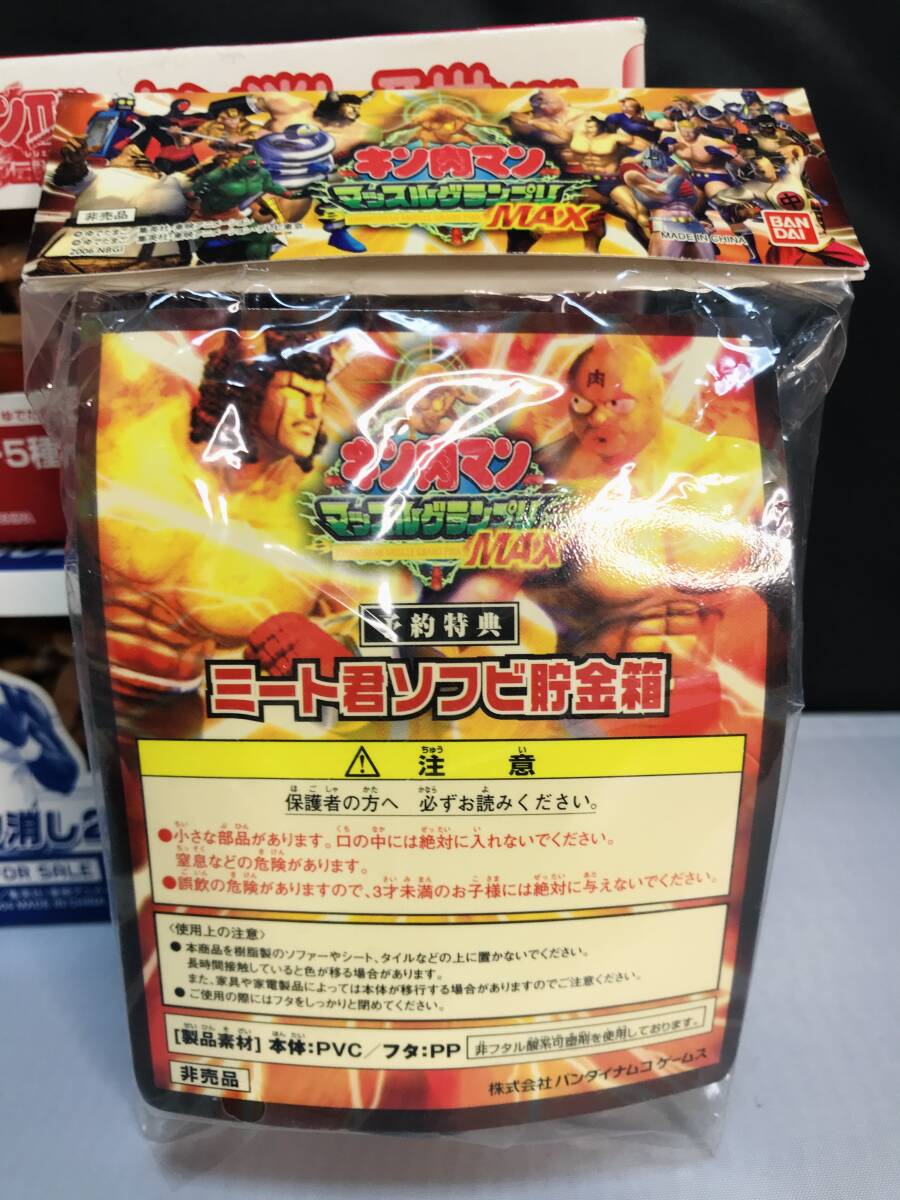 非売品
©ゆでたまご
2006 NBGI
キン肉マン
マッスルグランプリ
MAX
MADE IN CHINA
BAN
DAI
肉
キン肉マン
マッスルグランプリ
MAX
予約特典
ミート君ソフビ貯金箱
⚠ 注意
保護者の方へ 必ずお読みください。
●小さな部品があります。口の中には絶対に入れないでください。
窒息などの危険があります。
●誤飲の危険がありますので、3才未満のお子様には絶対に与えないでください。
〈使用上の注意〉
● 本商品を樹脂製のソファーやシート、タイルなどの上に置かないでください。
長時間接触していると色が移る場合があります。
また、家具や家電製品によっては本体が移行する場合がありますのでご注意ください。
● ご使用の際にはフタをしっかりと閉めてください。
[製品素材] 本体:PVC/フタ:PP
非フタル酸系可塑剤を使用しております。
非売品
株式会社 バンダイナムコ ゲームス
5種
消し2
FOR SALE